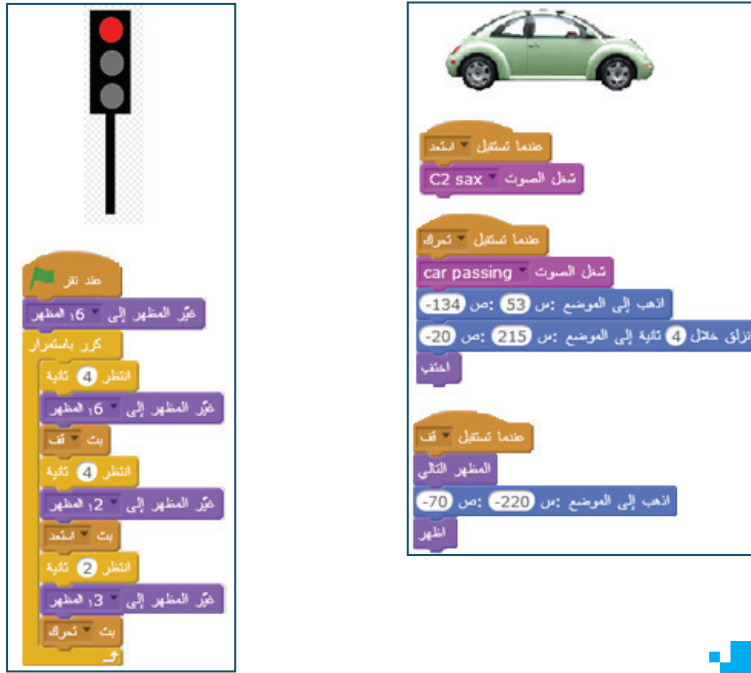 عند نقر
غيّر المظهر إلى المظهر 6
كرر باستمرار
انتظر 4 ثانية
غيّر المظهر إلى المظهر 6
بث قف
انتظر 4 ثانية
غيّر المظهر إلى المظهر 2
بث استعد
انتظر 2 ثانية
غيّر المظهر إلى المظهر 3
بث تحرك
عندما تستقبل استعد
شغل الصوت C2 sax
عندما تستقبل تحرك
شغل الصوت car passing
اذهب إلى الموضع :س 53 :ص -134
انزلق خلال 4 ثانية إلى الموضع :س 215 :ص -20
اختفِ
عندما تستقبل قف
المظهر التالي
اذهب إلى الموضع :س -220 :ص -70
اظهر